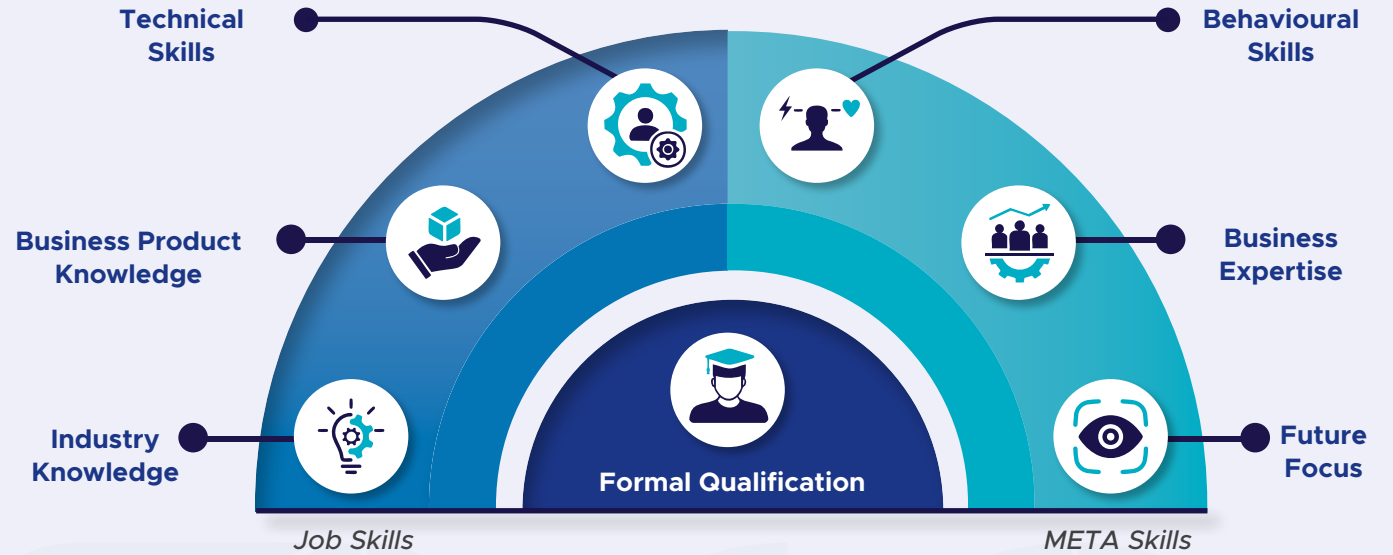 Technical
Skills
Behavioural
Skills
Business Product
Knowledge
Business
Expertise
Industry
Knowledge
Future
Focus
Formal Qualification
Job Skills
META Skills